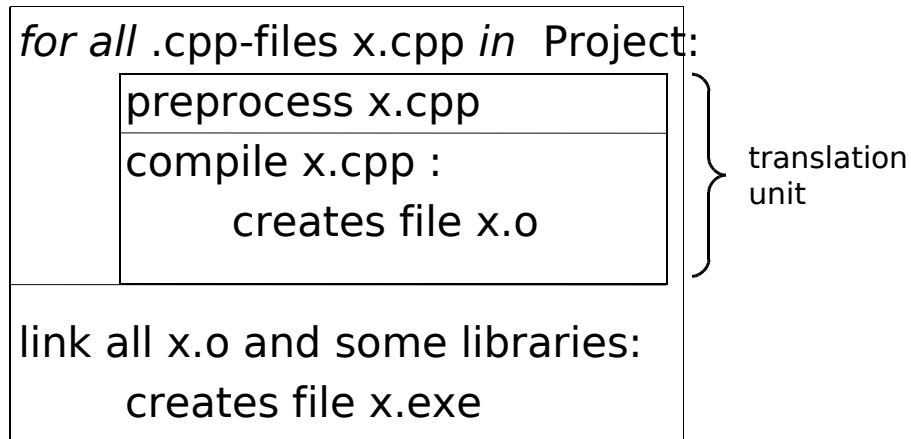 for all .cpp-files x.cpp in Project:
preprocess x.cpp
compile x.cpp :
creates file x.o
translation
unit
link all x.o and some libraries:
creates file x.exe